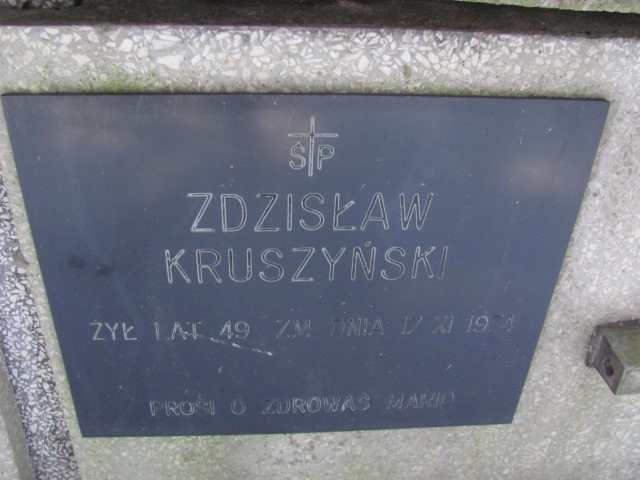 ŚP
ZDZISŁAW
KRUSZYŃSKI
ŻYŁ LAT 49 ZM. DNIA 17 XI
PROSI O ZDROWAŚ MARIO